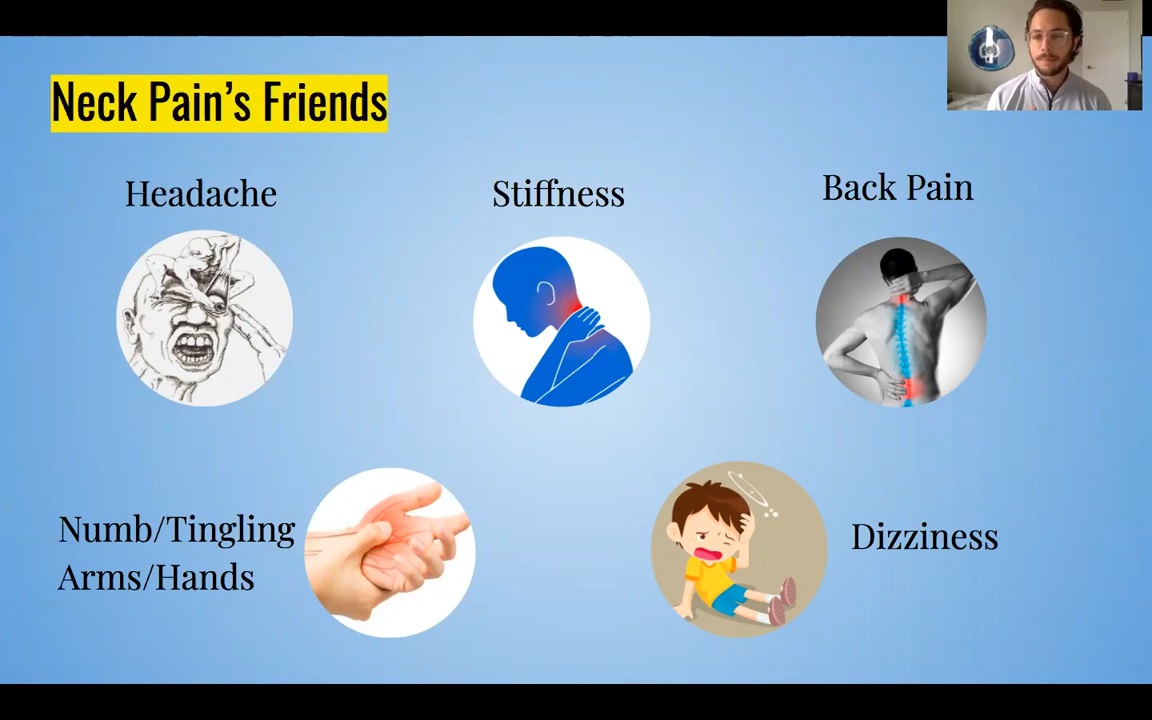 Neck Pain's Friends
Headache
Stiffness
Back Pain
Numb/Tingling
Arms/Hands
Dizziness